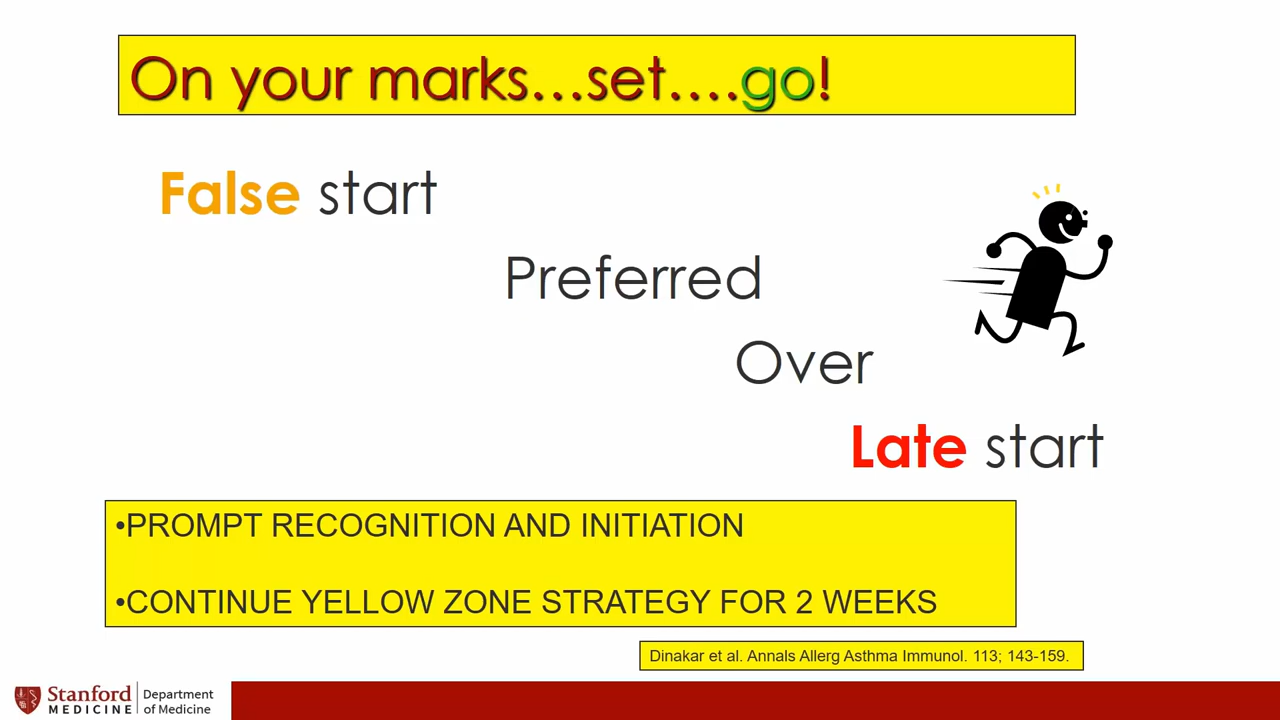 On your marks...set....go!
False start
Preferred
Over
Late start
•PROMPT RECOGNITION AND INITIATION
•CONTINUE YELLOW ZONE STRATEGY FOR 2 WEEKS
Dinakar et al. Annals Allerg Asthma Immunol. 113; 143-159.
Stanford
MEDICINE
Department
of Medicine